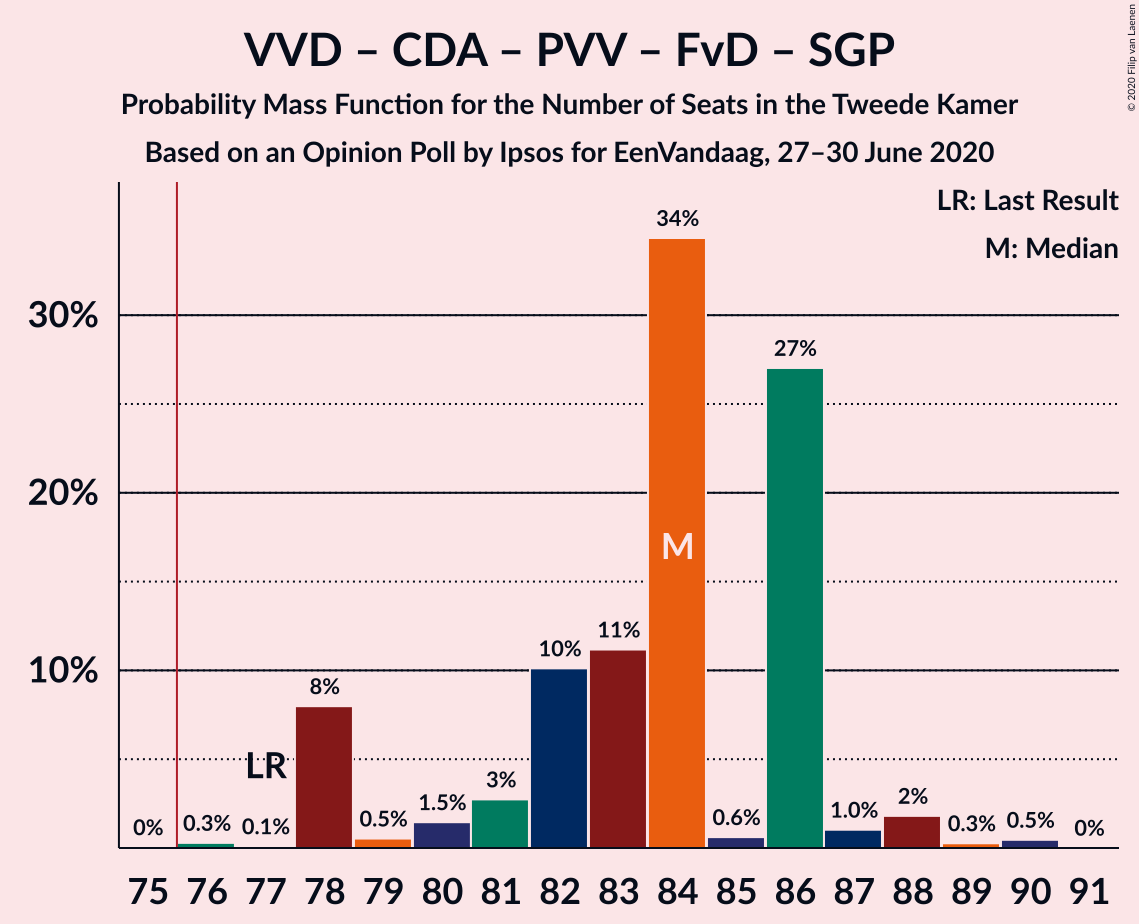 VVD – CDA – PVV – FvD – SGP
Probability Mass Function for the Number of Seats in the Tweede Kamer
Based on an Opinion Poll by Ipsos for EenVandaag, 27–30 June 2020
© 2020 Filip van Laenen
LR: Last Result
M: Median
30%
20%
10%
0%
0.3%
0.1%
LR
8%
0.5%
1.5%
3%
10%
11%
34%
M
0.6%
27%
1.0%
2%
0.3%
0.5%
0%
75 76 77 78 79 80 81 82 83 84 85 86 87 88 89 90 91